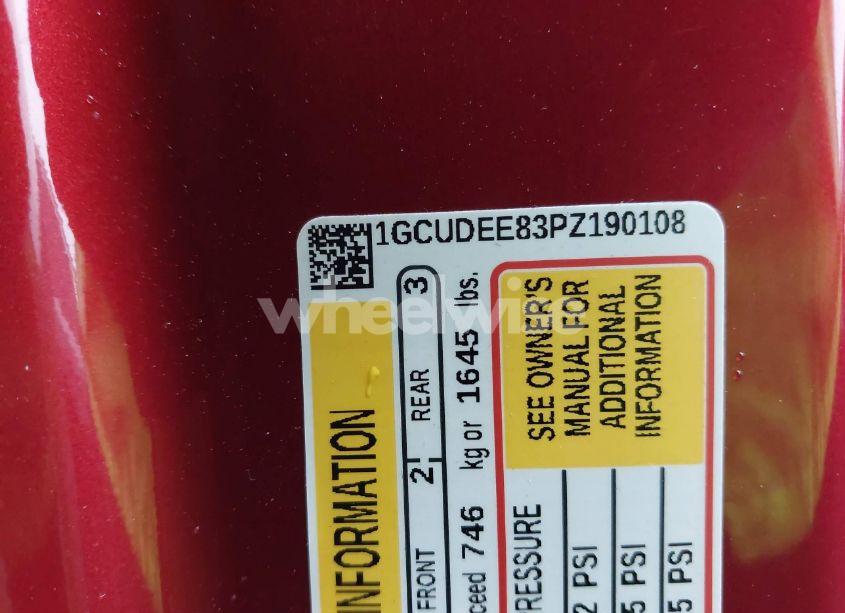 1GCUDEE83PZ190108
INFORMATION
FRONT 2 REAR 3
ceed 746 kg or 1645 lbs.
SEE OWNER'S
MANUAL FOR
ADDITIONAL
INFORMATION
RESSURE
2 PSI
5 PSI
5 PSI